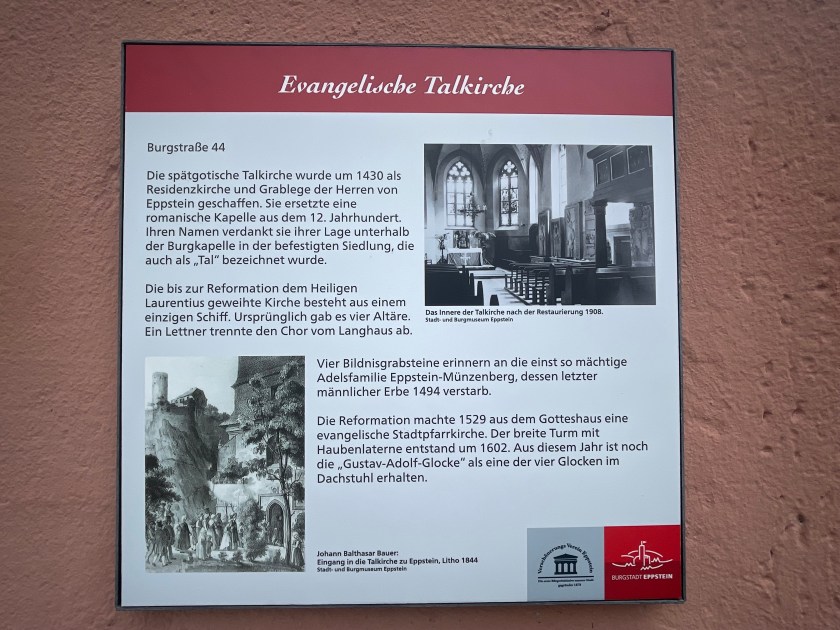 Evangelische Talkirche
Burgstraße 44
Die spätgotische Talkirche wurde um 1430 als
Residenzkirche und Grablege der Herren von
Eppstein geschaffen. Sie ersetzte eine
romanische Kapelle aus dem 12. Jahrhundert.
Ihren Namen verdankt sie ihrer Lage unterhalb
der Burgkapelle in der befestigten Siedlung, die
auch als „Tal“ bezeichnet wurde.
Die bis zur Reformation dem Heiligen
Laurentius geweihte Kirche besteht aus einem
einzigen Schiff. Ursprünglich gab es vier Altäre.
Ein Lettner trennte den Chor vom Langhaus ab.
Das Innere der Talkirche nach der Restaurierung 1908.
Stadt- und Burgmuseum Eppstein
Vier Bildnisgrabsteine erinnern an die einst so mächtige
Adelsfamilie Eppstein-Münzenberg, dessen letzter
männlicher Erbe 1494 verstarb.
Die Reformation machte 1529 aus dem Gotteshaus eine
evangelische Stadtpfarrkirche. Der breite Turm mit
Haubenlaterne entstand um 1602. Aus diesem Jahr ist noch
die „Gustav-Adolf-Glocke“ als eine der vier Glocken im
Dachstuhl erhalten.
Johann Balthasar Bauer:
Eingang in die Talkirche zu Eppstein, Litho 1844
Stadt- und Burgmuseum Eppstein
Verschönerungs Verein Eppstein
gegründet 1878
BURGSTADT EPPSTEIN